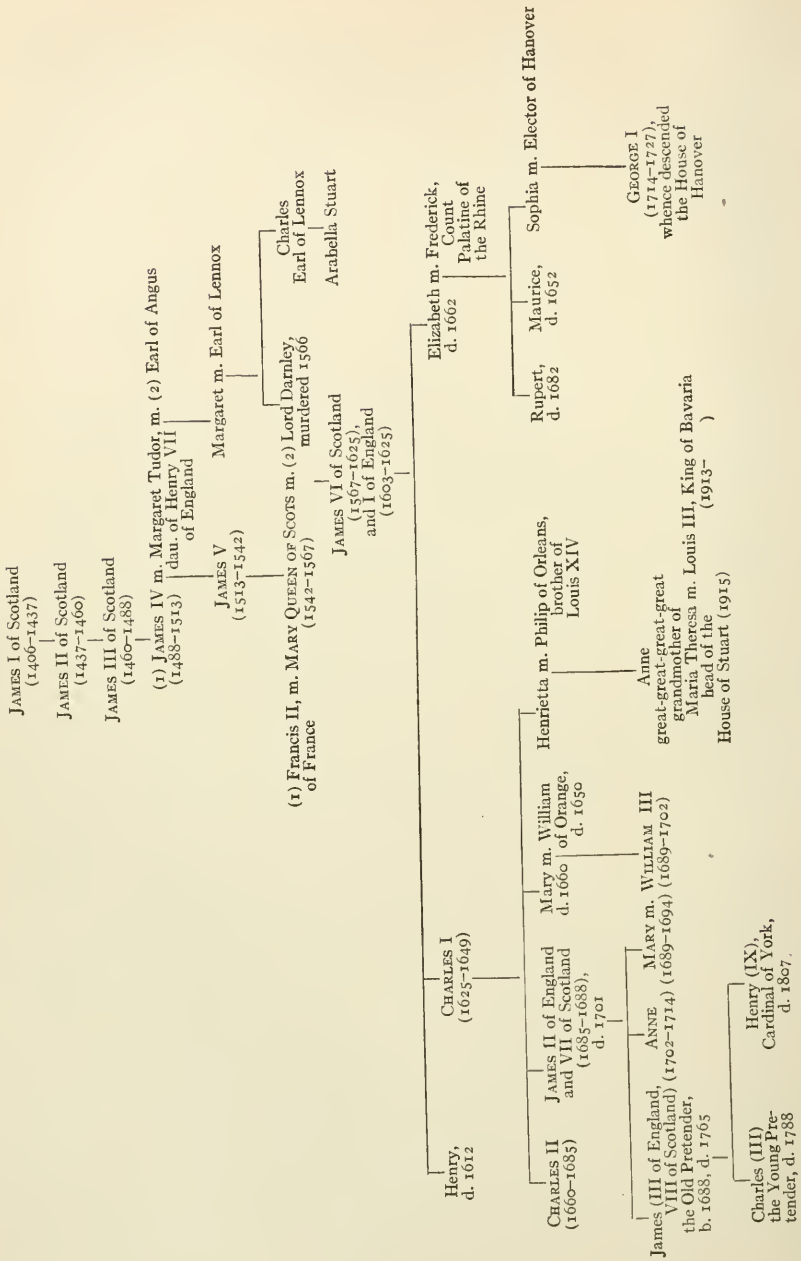 JAMES I of Scotland
(1406–1437)
JAMES II of Scotland
(1437–1460)
JAMES III of Scotland
(1460–1488)
(1) JAMES IV m. Margaret Tudor, m. (2) Earl of Angus
(1488–1513) dau. of Henry VII
of England
JAMES V
(1513–1542)
Margaret m. Earl of Lennox
(1) Francis II, m. MARY QUEEN OF SCOTS m. (2) Lord Darnley,
of France (1542–1567) murdered 1566
Charles
Earl of Lennox
JAMES VI of Scotland
(1567–1625),
and I of England
(1603–1625)
Arabella Stuart
Henry,
d. 1612
CHARLES I
(1625–1649)
Elizabeth m. Frederick,
d. 1662 Count
Palatine of
the Rhine
CHARLES II
(1660–1685)
JAMES II of England
and VII of Scotland
(1685–1688),
d. 1701
Mary m. William
d. 1660 of Orange,
d. 1650
Henrietta m. Philip of Orleans,
brother of
Louis XIV
Rupert,
d. 1682
Maurice,
d. 1652
Sophia m. Elector of Hanover
James (III of England,
VIII of Scotland)
the Old Pretender,
b. 1688, d. 1765
ANNE
(1702–1714)
MARY m. WILLIAM III
(1689–1694) (1689–1702)
Anne
great-great-great-great
grandmother of
Maria Theresa m. Louis III, King of Bavaria
head of the (1913– )
House of Stuart (1915)
GEORGE I
(1714–1727),
whence descended
the House of
Hanover
Charles (III)
the Young Pre-
tender, d. 1788
Henry (IX),
Cardinal of York,
d. 1807